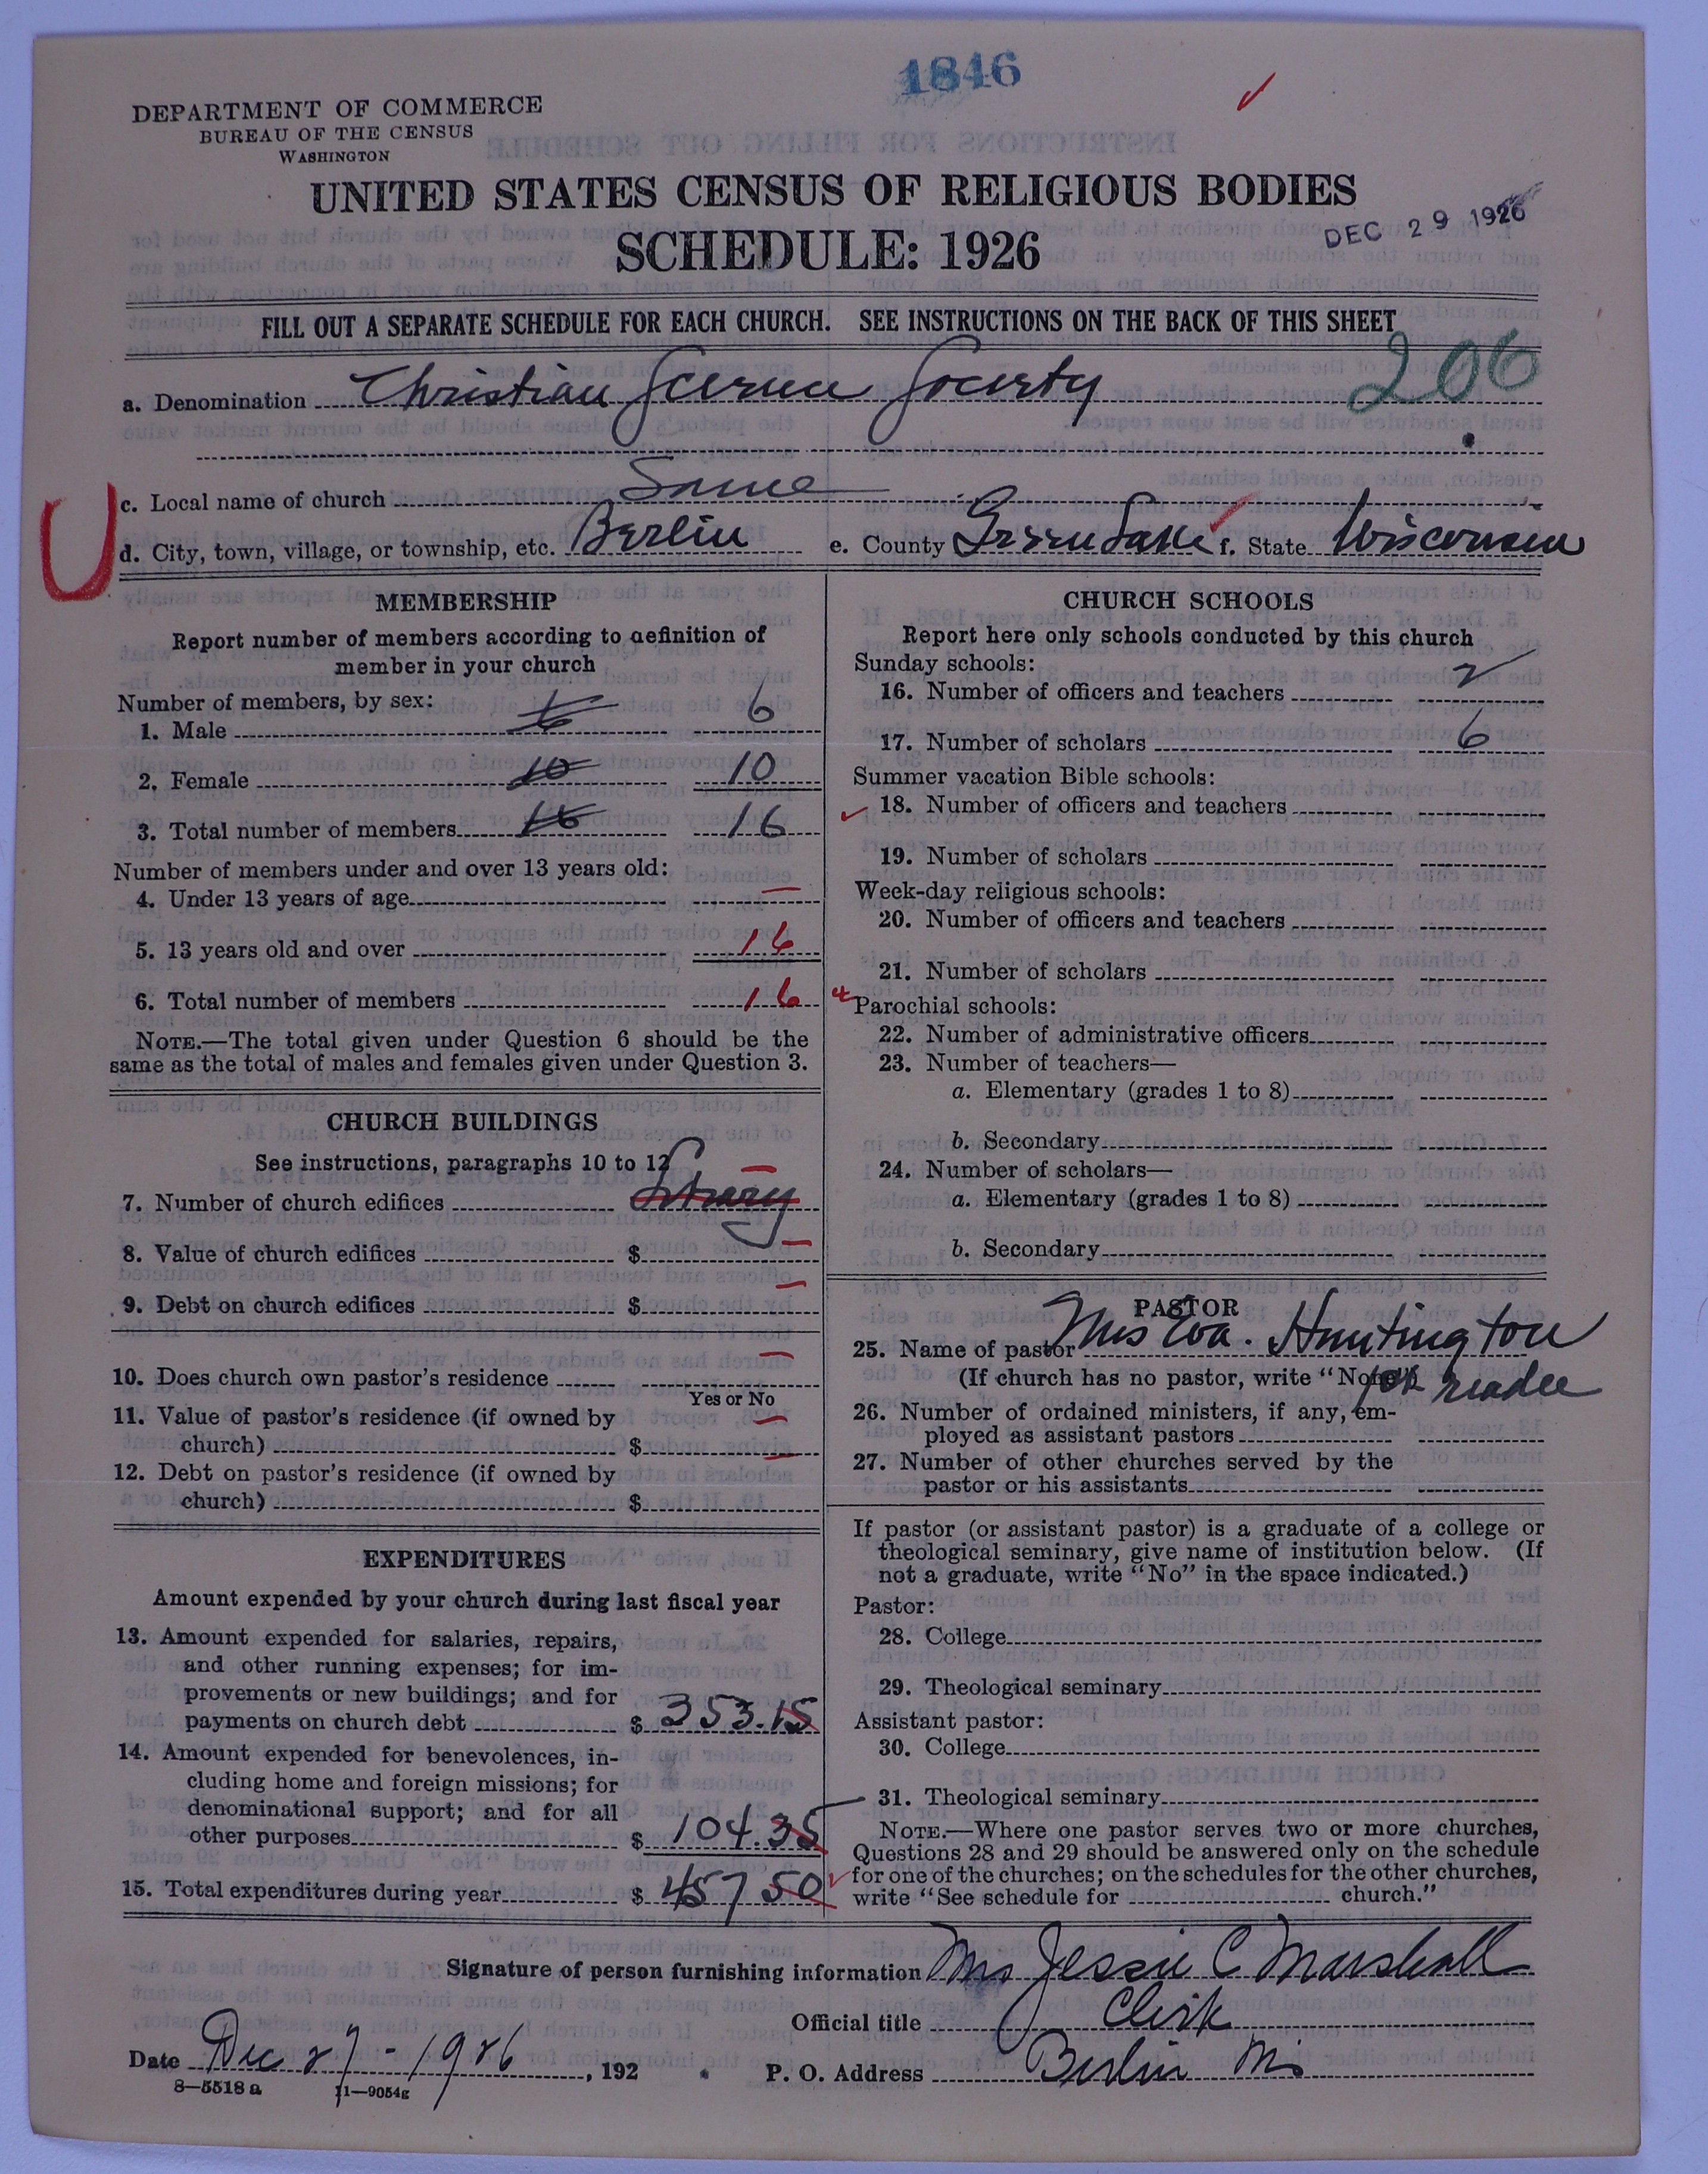 1846
DEPARTMENT OF COMMERCE
BUREAU OF THE CENSUS
WASHINGTON
UNITED STATES CENSUS OF RELIGIOUS BODIES
DEC 29 1926
SCHEDULE: 1926
FILL OUT A SEPARATE SCHEDULE FOR EACH CHURCH. SEE INSTRUCTIONS ON THE BACK OF THIS SHEET
206
a. Denomination Christian Science Society
c. Local name of church Same
d. City, town, village, or township, etc. Berlin e. County Green Lake f. State Wisconsin
MEMBERSHIP
Report number of members according to definition of
member in your church
Number of members, by sex:
1. Male 6 6
2. Female 10 10
3. Total number of members 16 16
Number of members under and over 13 years old:
4. Under 13 years of age —
5. 13 years old and over 16
6. Total number of members 16
NOTE.—The total given under Question 6 should be the
same as the total of males and females given under Question 3.
CHURCH BUILDINGS
See instructions, paragraphs 10 to 12
7. Number of church edifices Library —
8. Value of church edifices $ —
9. Debt on church edifices $ —
10. Does church own pastor's residence —
Yes or No
11. Value of pastor's residence (if owned by
church) $ —
12. Debt on pastor's residence (if owned by
church) $ —
EXPENDITURES
Amount expended by your church during last fiscal year
13. Amount expended for salaries, repairs,
and other running expenses; for im-
provements or new buildings; and for
payments on church debt $ 353.15
14. Amount expended for benevolences, in-
cluding home and foreign missions; for
denominational support; and for all
other purposes $ 104.35
15. Total expenditures during year $ 457 50
CHURCH SCHOOLS
Report here only schools conducted by this church
Sunday schools:
16. Number of officers and teachers 2
17. Number of scholars 6
Summer vacation Bible schools:
18. Number of officers and teachers
19. Number of scholars
Week-day religious schools:
20. Number of officers and teachers
21. Number of scholars
Parochial schools:
22. Number of administrative officers
23. Number of teachers—
a. Elementary (grades 1 to 8)
b. Secondary
24. Number of scholars—
a. Elementary (grades 1 to 8)
b. Secondary
PASTOR
25. Name of pastor Mrs Eva. Huntington
(If church has no pastor, write "None") 1st reader
26. Number of ordained ministers, if any, em-
ployed as assistant pastors
27. Number of other churches served by the
pastor or his assistants
If pastor (or assistant pastor) is a graduate of a college or
theological seminary, give name of institution below. (If
not a graduate, write "No" in the space indicated.)
Pastor:
28. College
29. Theological seminary
Assistant pastor:
30. College
31. Theological seminary
NOTE.—Where one pastor serves two or more churches,
Questions 28 and 29 should be answered only on the schedule
for one of the churches; on the schedules for the other churches,
write "See schedule for church."
Signature of person furnishing information Mrs Jessie C Marshall
Official title Clerk
Date Dec 27 - 1926, 192 P. O. Address Berlin Wis
8—5518 a 11—9054g